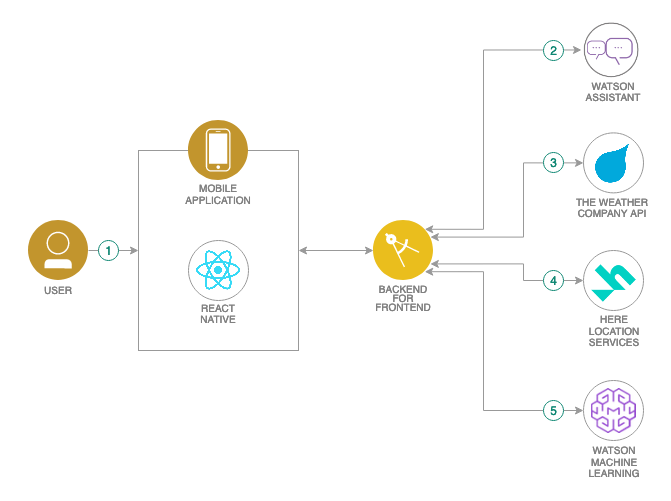 1
USER
MOBILE
APPLICATION
REACT
NATIVE
BACKEND
FOR
FRONTEND
2
WATSON
ASSISTANT
3
THE WEATHER
COMPANY API
4
HERE
LOCATION
SERVICES
5
WATSON
MACHINE
LEARNING